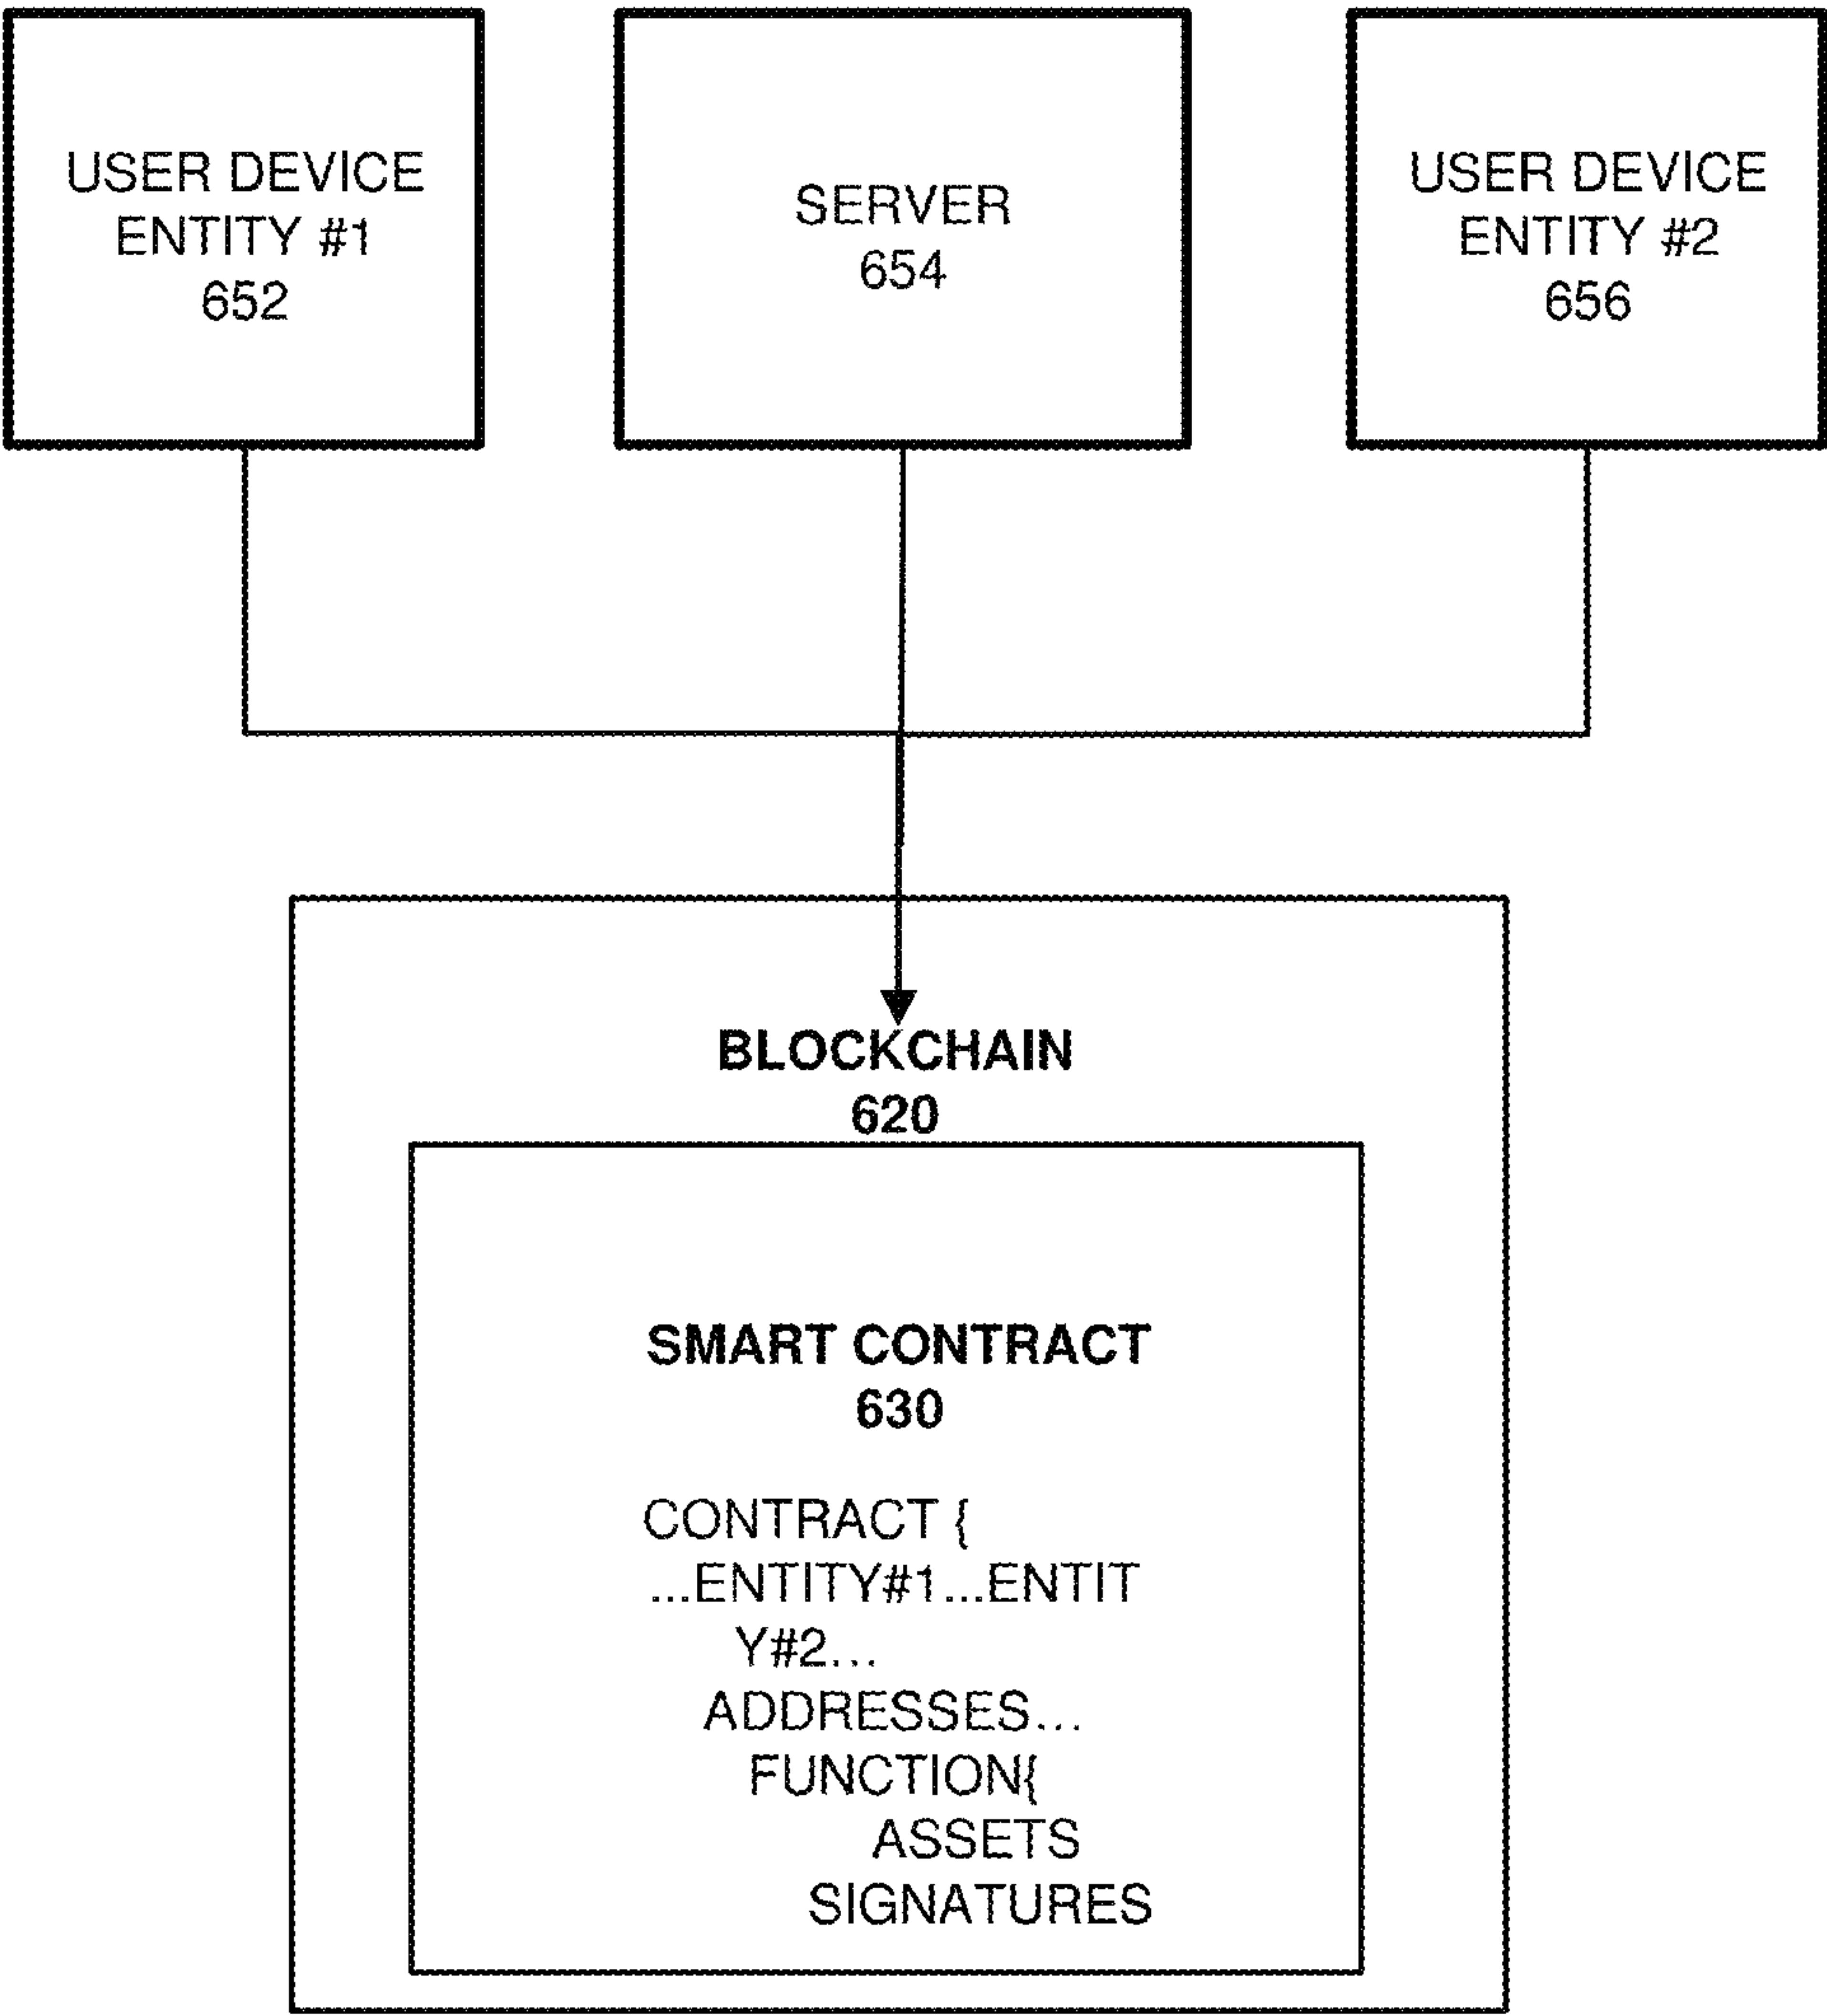 USER DEVICE
ENTITY #1
652
SERVER
654
USER DEVICE
ENTITY #2
656
BLOCKCHAIN
620
SMART CONTRACT
630
CONTRACT {
...ENTITY#1...ENTIT
Y#2...
ADDRESSES...
FUNCTION{
ASSETS
SIGNATURES